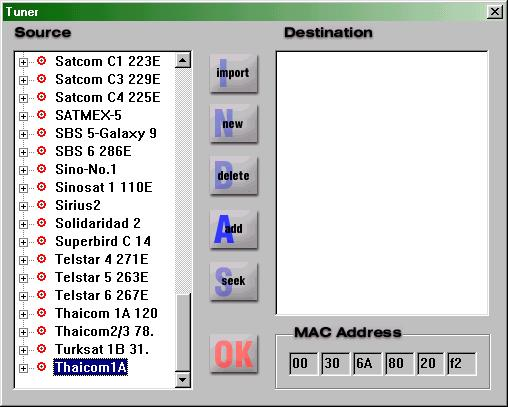 Tuner
Source
Destination
Satcom C1 223E
Satcom C3 229E
Satcom C4 225E
SATMEX-5
SBS 5-Galaxy 9
SBS 6 286E
Sino-No.1
Sinosat 1 110E
Sirius2
Solidaridad 2
Superbird C 14
Telstar 4 271E
Telstar 5 263E
Telstar 6 267E
Thaicom 1A 120
Thaicom2/3 78.
Turksat 1B 31.
Thaicom1A
import
new
delete
add
seek
OK
MAC Address
00 30 6A 80 20 f2